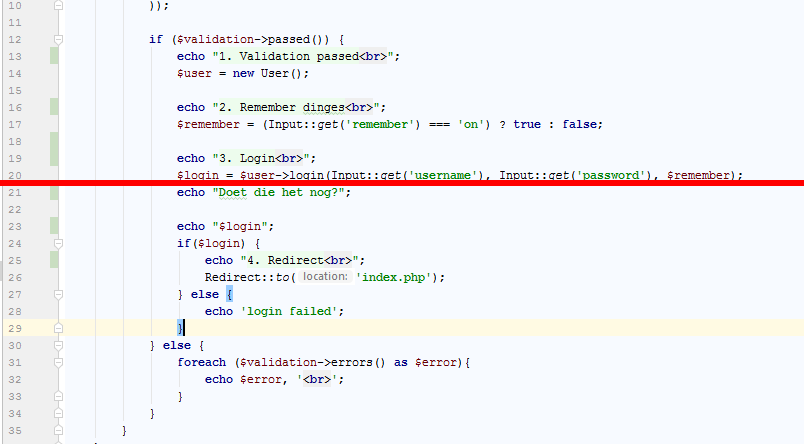 10 ));
11
12 if ($validation->passed()) {
13 echo "1. Validation passed<br>";
14 $user = new User();
15
16 echo "2. Remember dinges<br>";
17 $remember = (Input::get('remember') === 'on') ? true : false;
18
19 echo "3. Login<br>";
20 $login = $user->login(Input::get('username'), Input::get('password'), $remember);
21 echo "Doet die het nog?";
22
23 echo "$login";
24 if($login) {
25 echo "4. Redirect<br>";
26 Redirect::to( location: 'index.php');
27 } else {
28 echo 'login failed';
29 }
30 } else {
31 foreach ($validation->errors() as $error){
32 echo $error, '<br>';
33 }
34 }
35 }